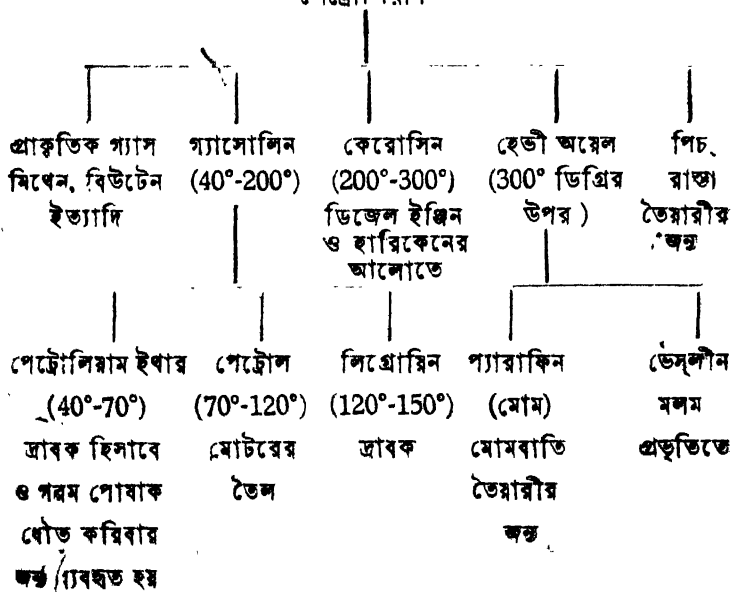 প্রাকৃতিক গ্যাস
মিথেন, বিউটেন
ইত্যাদি
গ্যাসোলিন
(40°-200°)
কেরোসিন
(200°-300°)
ডিজেল ইঞ্জিন
ও হারিকেনের
আলোতে
হেভী অয়েল
(300° ডিগ্রির
উপর )
পিচ,
রাস্তা
তৈয়ারীর
জন্য
পেট্রোলিয়াম ইথার
(40°-70°)
দ্রাবক হিসাবে
ও গরম পোষাক
ধৌত করিবার
জন্য ব্যবহৃত হয়
পেট্রোল
(70°-120°)
মোটরের
তৈল
লিগ্রোয়িন
(120°-150°)
দ্রাবক
প্যারাফিন
(মোম)
মোমবাতি
তৈয়ারীর
জন্য
ভেস্‌লীন
মলম
প্রভৃতিতে